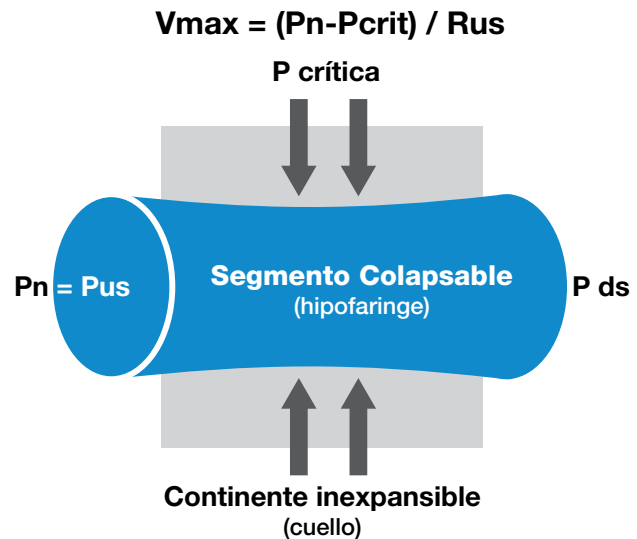 Vmax = (Pn-Pcrit) / Rus
P crítica
Segmento Colapsable
(hipofaringe)
Pn = Pus
P ds
Continente inexpansible
(cuello)